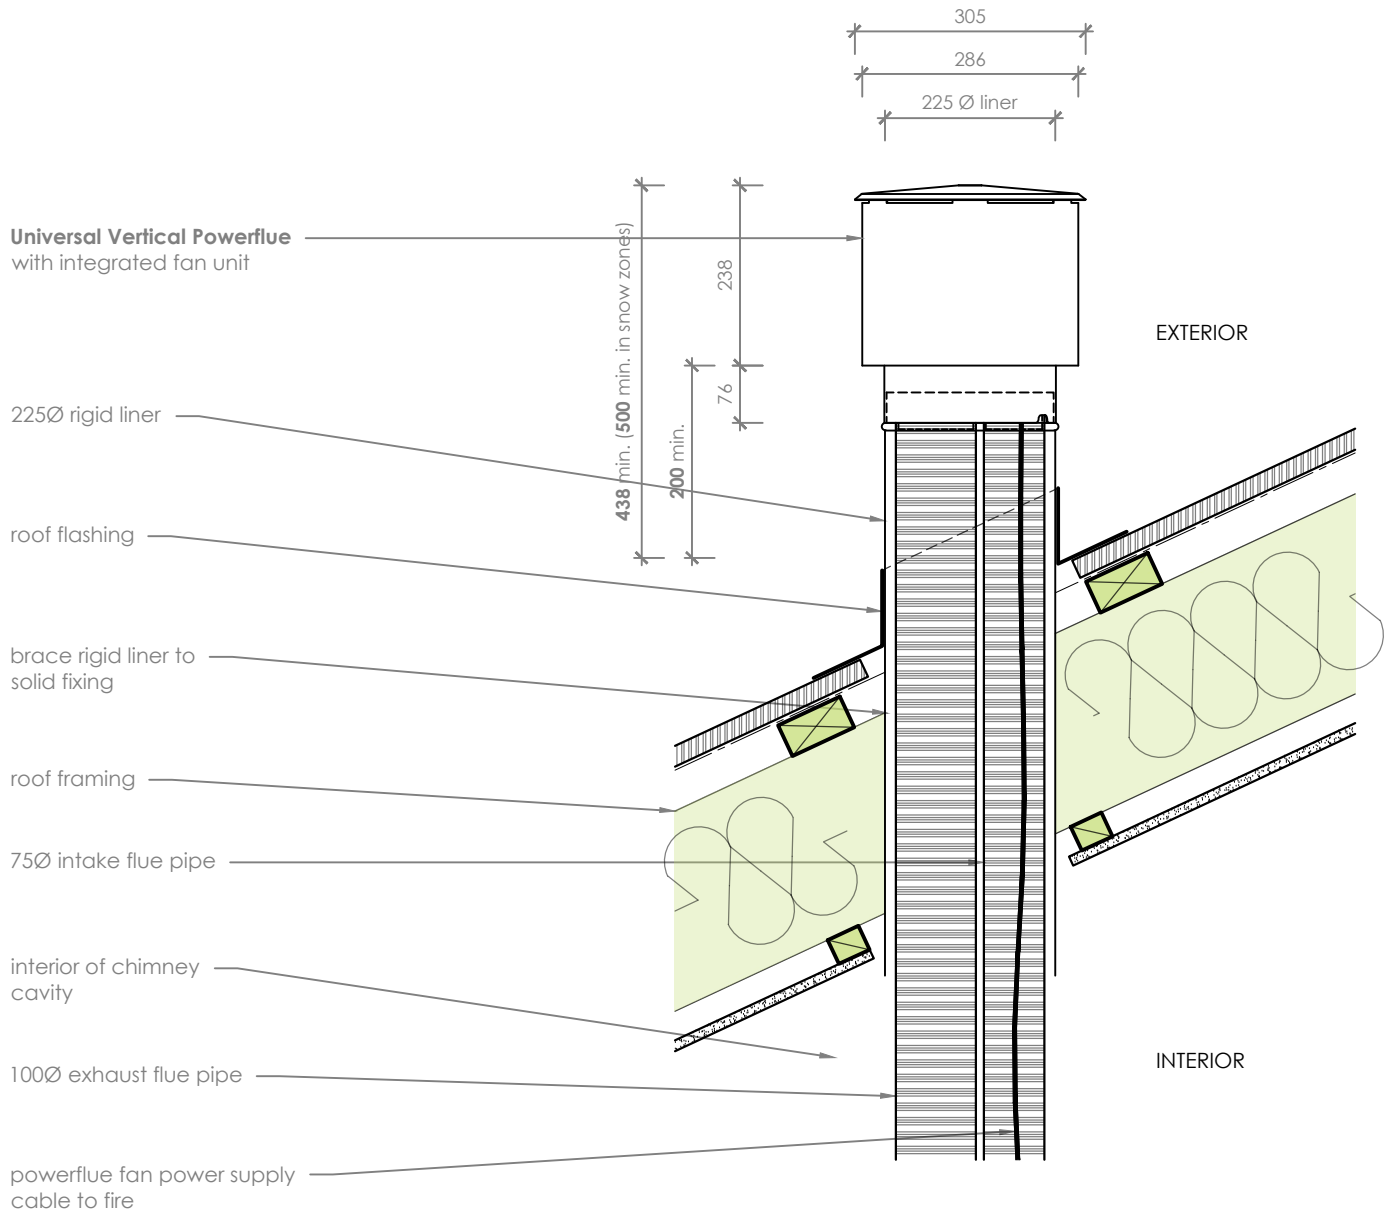 305
286
225 Ø liner
Universal Vertical Powerflue
with integrated fan unit
438 min. (500 min. in snow zones)
238
EXTERIOR
76
225Ø rigid liner
200 min.
roof flashing
brace rigid liner to
solid fixing
roof framing
75Ø intake flue pipe
interior of chimney
cavity
INTERIOR
100Ø exhaust flue pipe
powerflue fan power supply
cable to fire